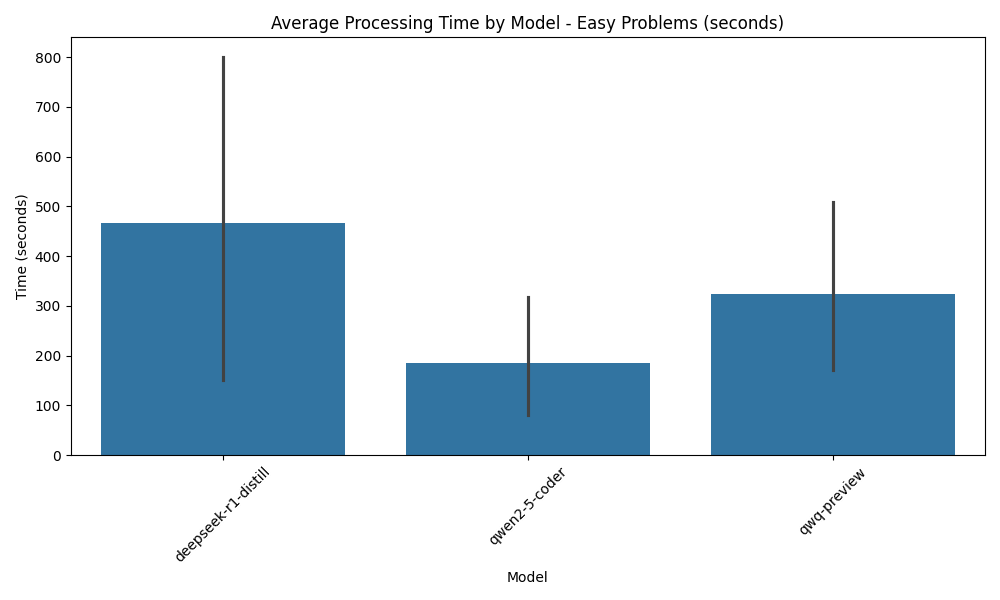 Average Processing Time by Model - Easy Problems (seconds)
800
700
600
500
400
300
200
100
0
Time (seconds)
deepseek-r1-distill
qwen2-5-coder
qwq-preview
Model